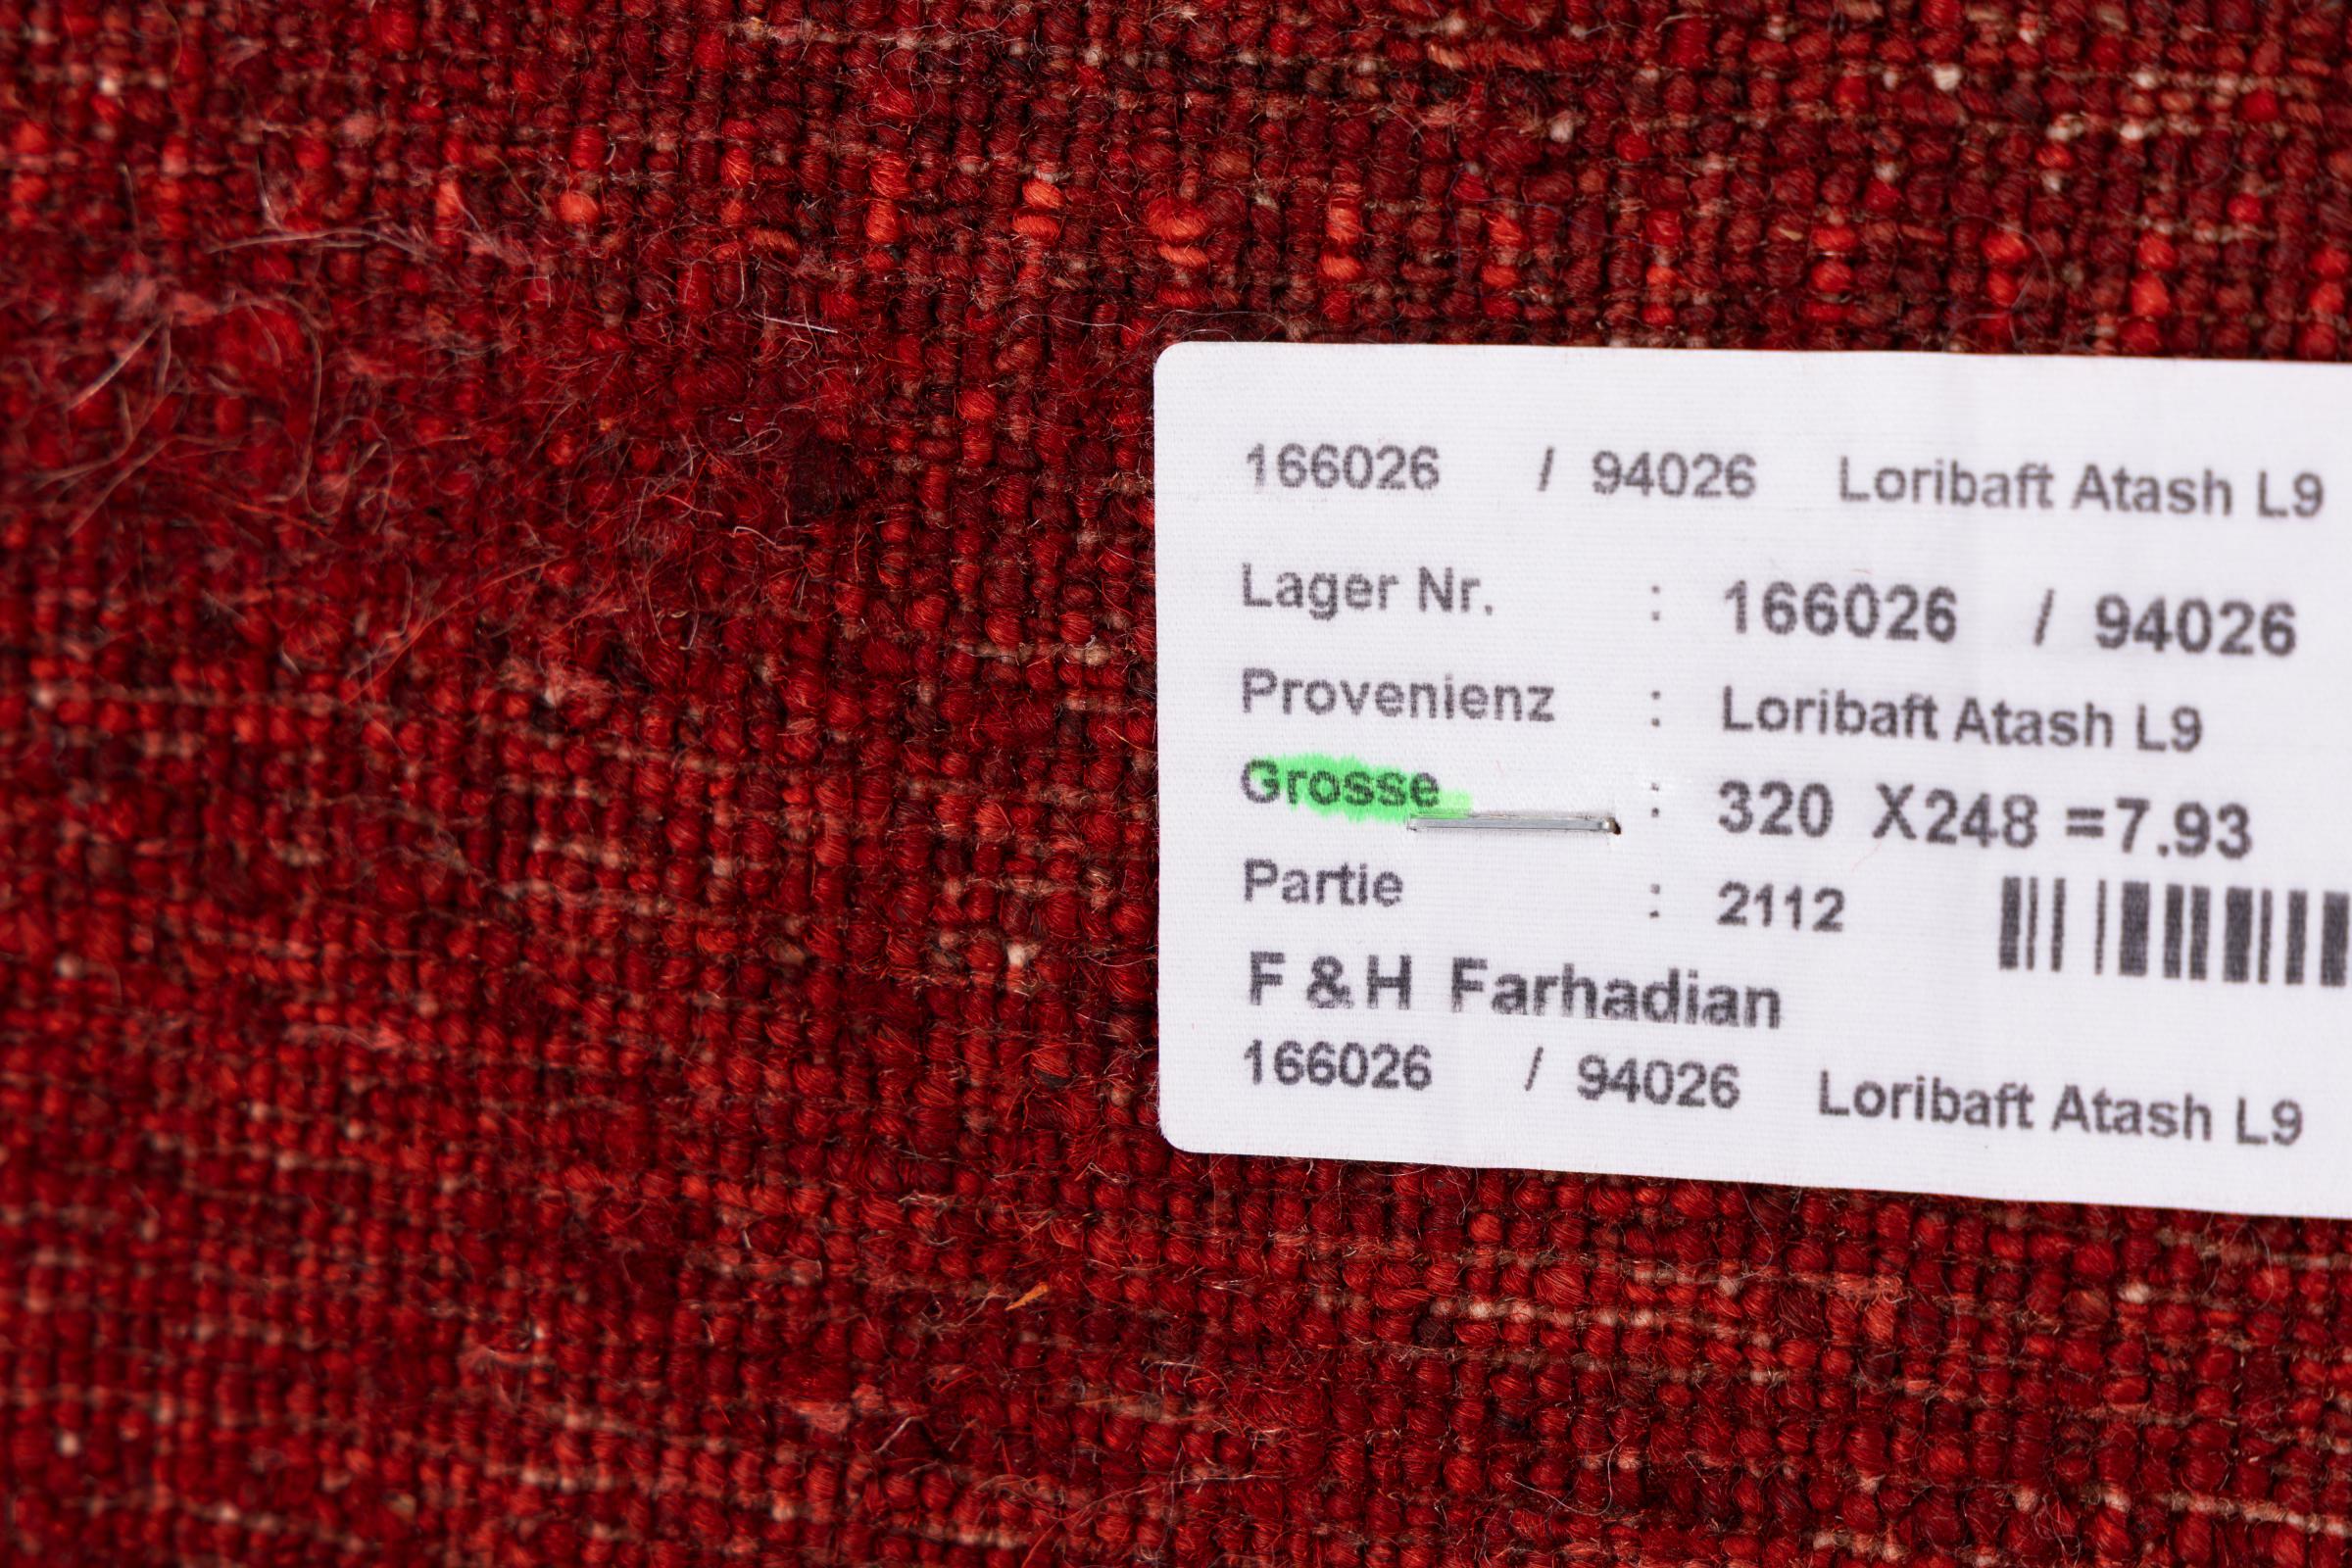 166026 / 94026 Loribaft Atash L9
Lager Nr. : 166026 / 94026
Provenienz : Loribaft Atash L9
Grosse : 320 X248 =7.93
Partie : 2112
F & H Farhadian
166026 / 94026 Loribaft Atash L9